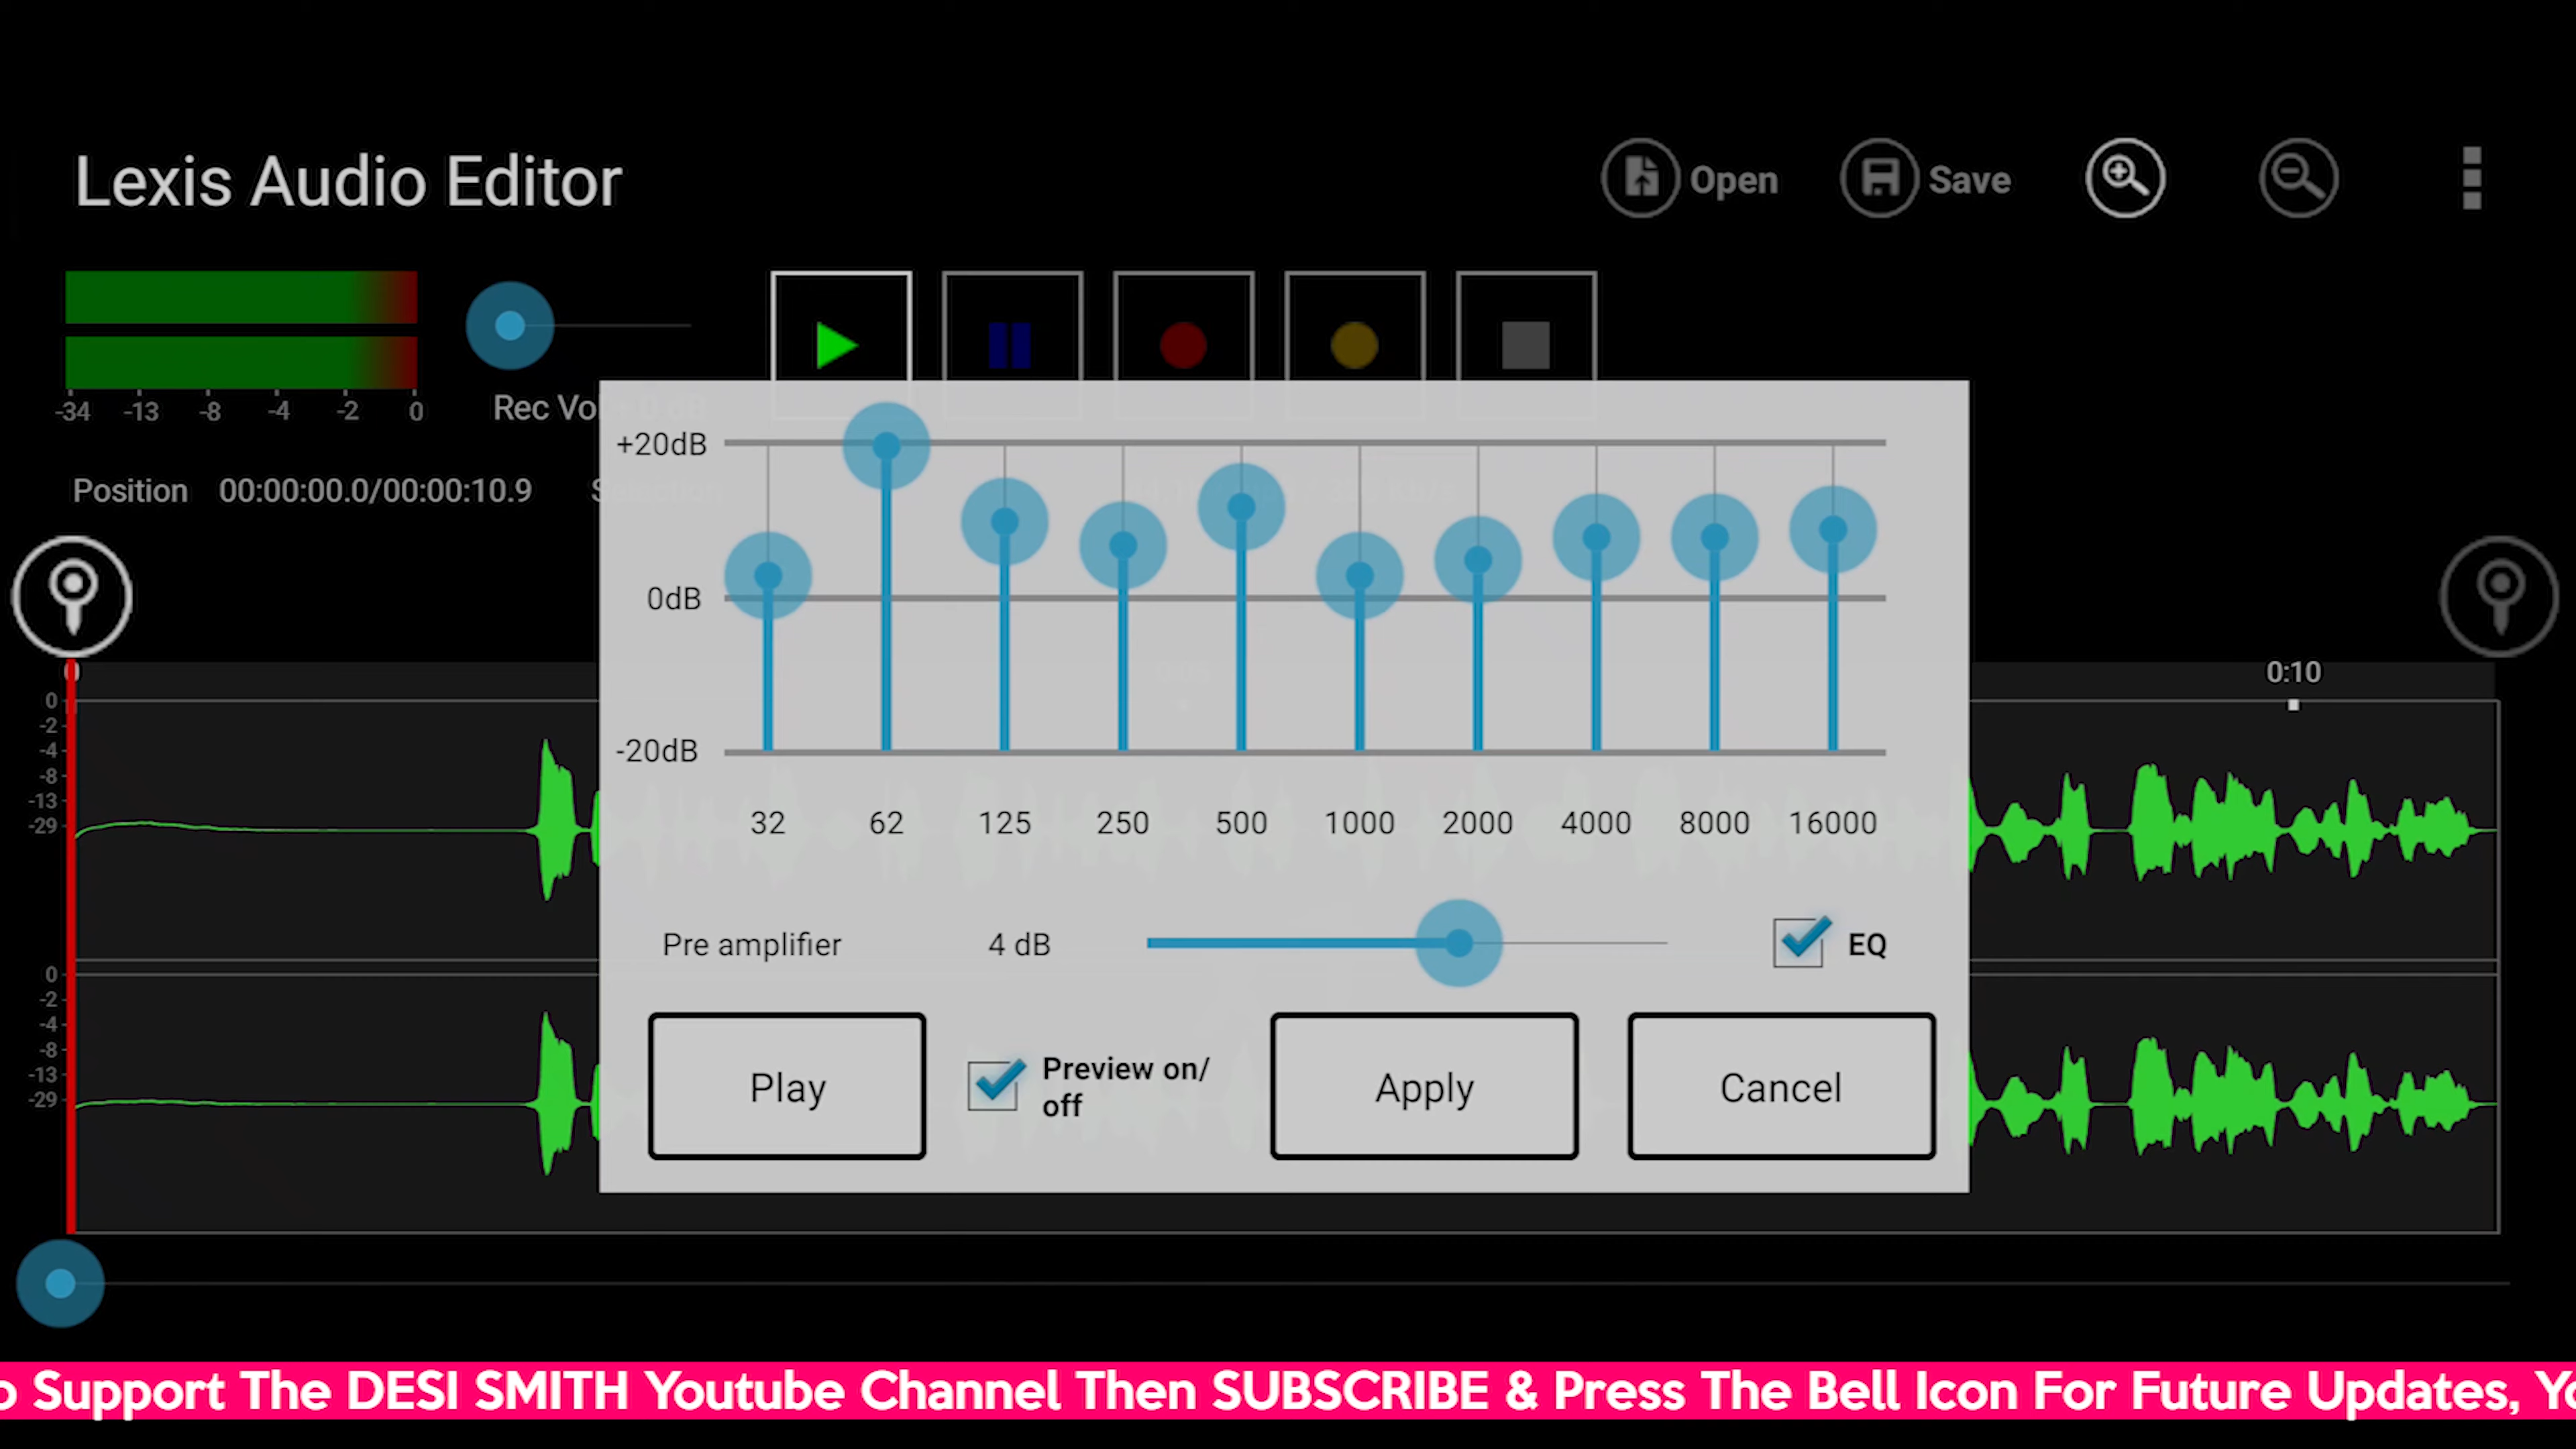 Lexis Audio Editor
Open
Save
-34 -13 -8 -4 -2 0
Rec Vo
Position 00:00:00.0/00:00:10.9
+20dB
0dB
-20dB
32 62 125 250 500 1000 2000 4000 8000 16000
Pre amplifier 4 dB EQ
Play
Preview on/
off
Apply
Cancel
0 0:10
0
-2
-4
-8
-13
-29
0
-2
-4
-8
-13
-29
Support The DESI SMITH Youtube Channel Then SUBSCRIBE & Press The Bell Icon For Future Updates,